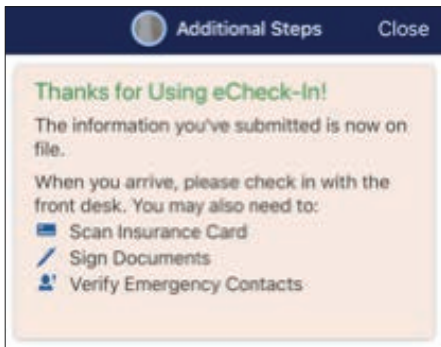 Additional Steps Close
Thanks for Using eCheck-In!
The information you've submitted is now on
file.
When you arrive, please check in with the
front desk. You may also need to:
Scan Insurance Card
Sign Documents
Verify Emergency Contacts